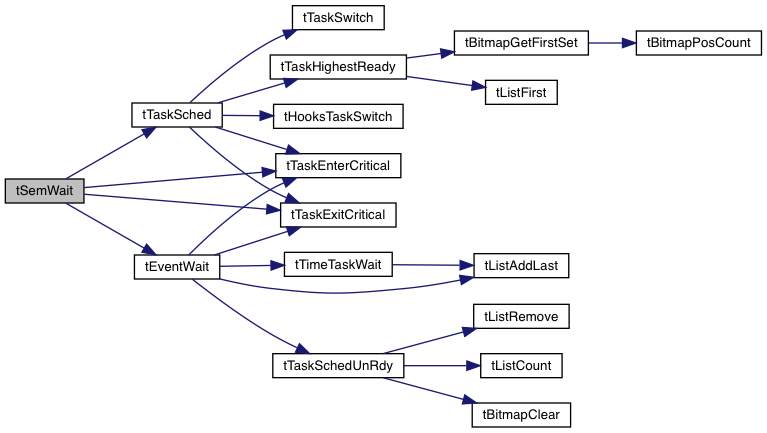 tTaskSwitch
tBitmapGetFirstSet
tBitmapPosCount
tTaskHighestReady
tListFirst
tTaskSched
tHooksTaskSwitch
tTaskEnterCritical
tSemWait
tTaskExitCritical
tEventWait
tTimeTaskWait
tListAddLast
tListRemove
tTaskSchedUnRdy
tListCount
tBitmapClear